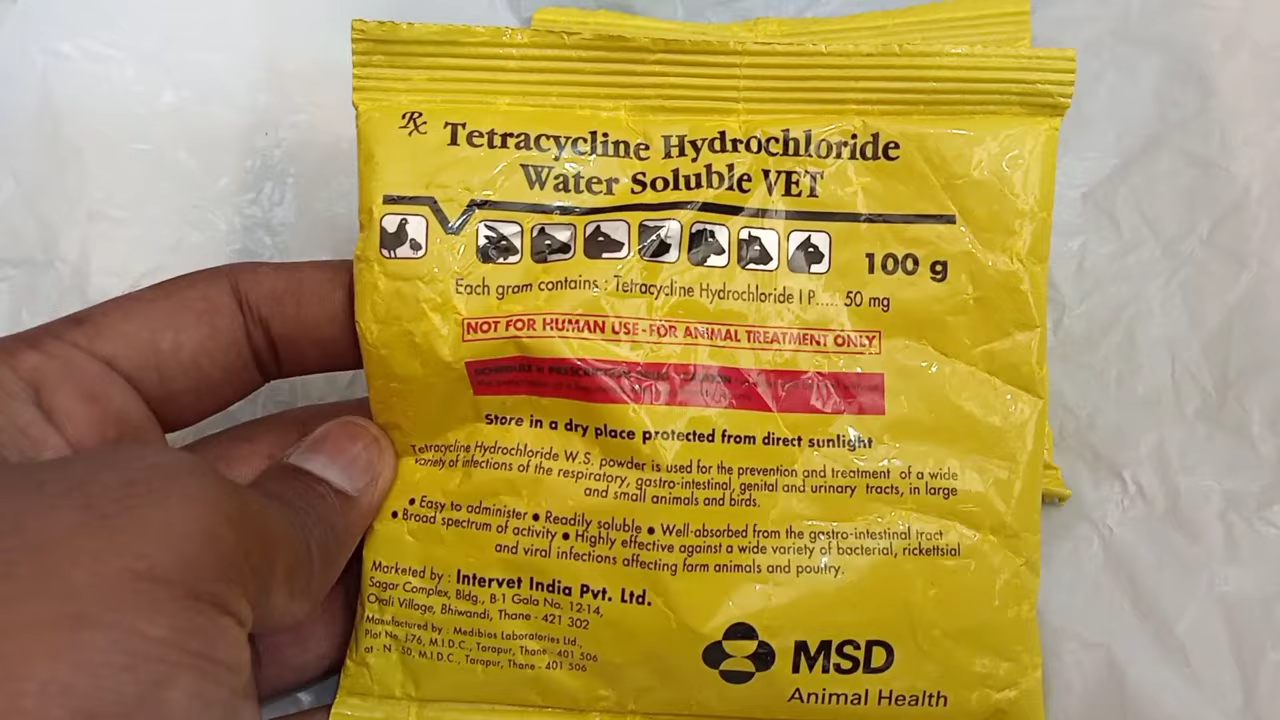 Rx Tetracycline Hydrochloride
Water Soluble VET
100 g
Each gram contains : Tetracycline Hydrochloride I P..... 50 mg
NOT FOR HUMAN USE-FOR ANIMAL TREATMENT ONLY
SCHEDULE H PRESCRIPTION DRUG - CAUTION
Store in a dry place protected from direct sunlight
Tetracycline Hydrochloride W.S. powder is used for the prevention and treatment of a wide
variety of infections of the respiratory, gastro-intestinal, genital and urinary tracts, in large
and small animals and birds.
• Easy to administer • Readily soluble • Well-absorbed from the gastro-intestinal tract
• Broad spectrum of activity • Highly effective against a wide variety of bacterial, rickettsial
and viral infections affecting farm animals and poultry.
Marketed by : Intervet India Pvt. Ltd.
Sagar Complex, Bldg., B-1 Gala No. 12-14,
Ovali Village, Bhiwandi, Thane - 421 302
Manufactured by : Medibios Laboratories Ltd.,
Plot No. J-76, M.I.D.C., Tarapur, Thane - 401 506
at - N - 50, M.I.D.C., Tarapur, Thane - 401 506
MSD
Animal Health